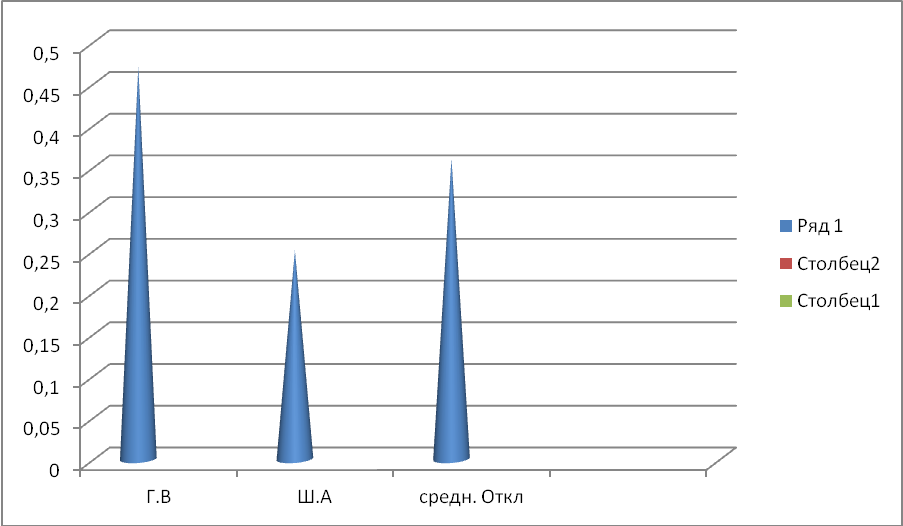 0,5
0,45
0,4
0,35
0,3
0,25
0,2
0,15
0,1
0,05
0
Г.В Ш.А средн. Откл
Ряд 1
Столбец2
Столбец1